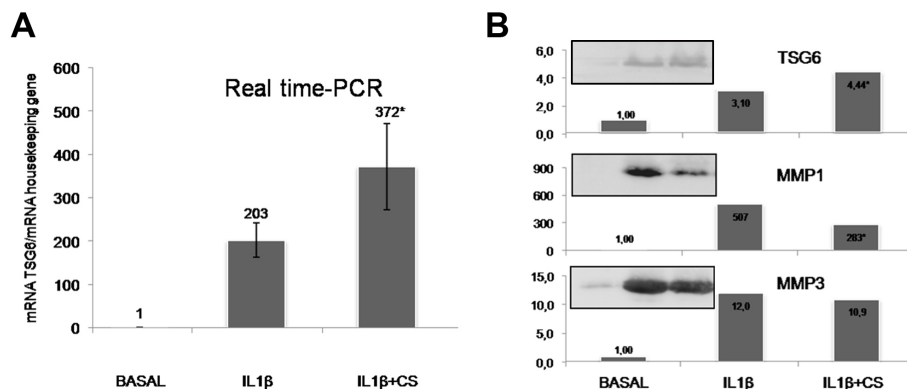 A
mRNA TSG6/mRNA housekeeping gene
600
500
400
300
200
100
0
Real time-PCR
1
203
372*
BASAL
IL1β
IL1β+CS
B
6,0
4,0
2,0
0,0
TSG6
1,00
3,10
4,44*
900
600
300
0
MMP1
1,00
507
283*
15,0
10,0
5,0
0,0
MMP3
1,00
12,0
10,9
BASAL
IL1β
IL1β+CS